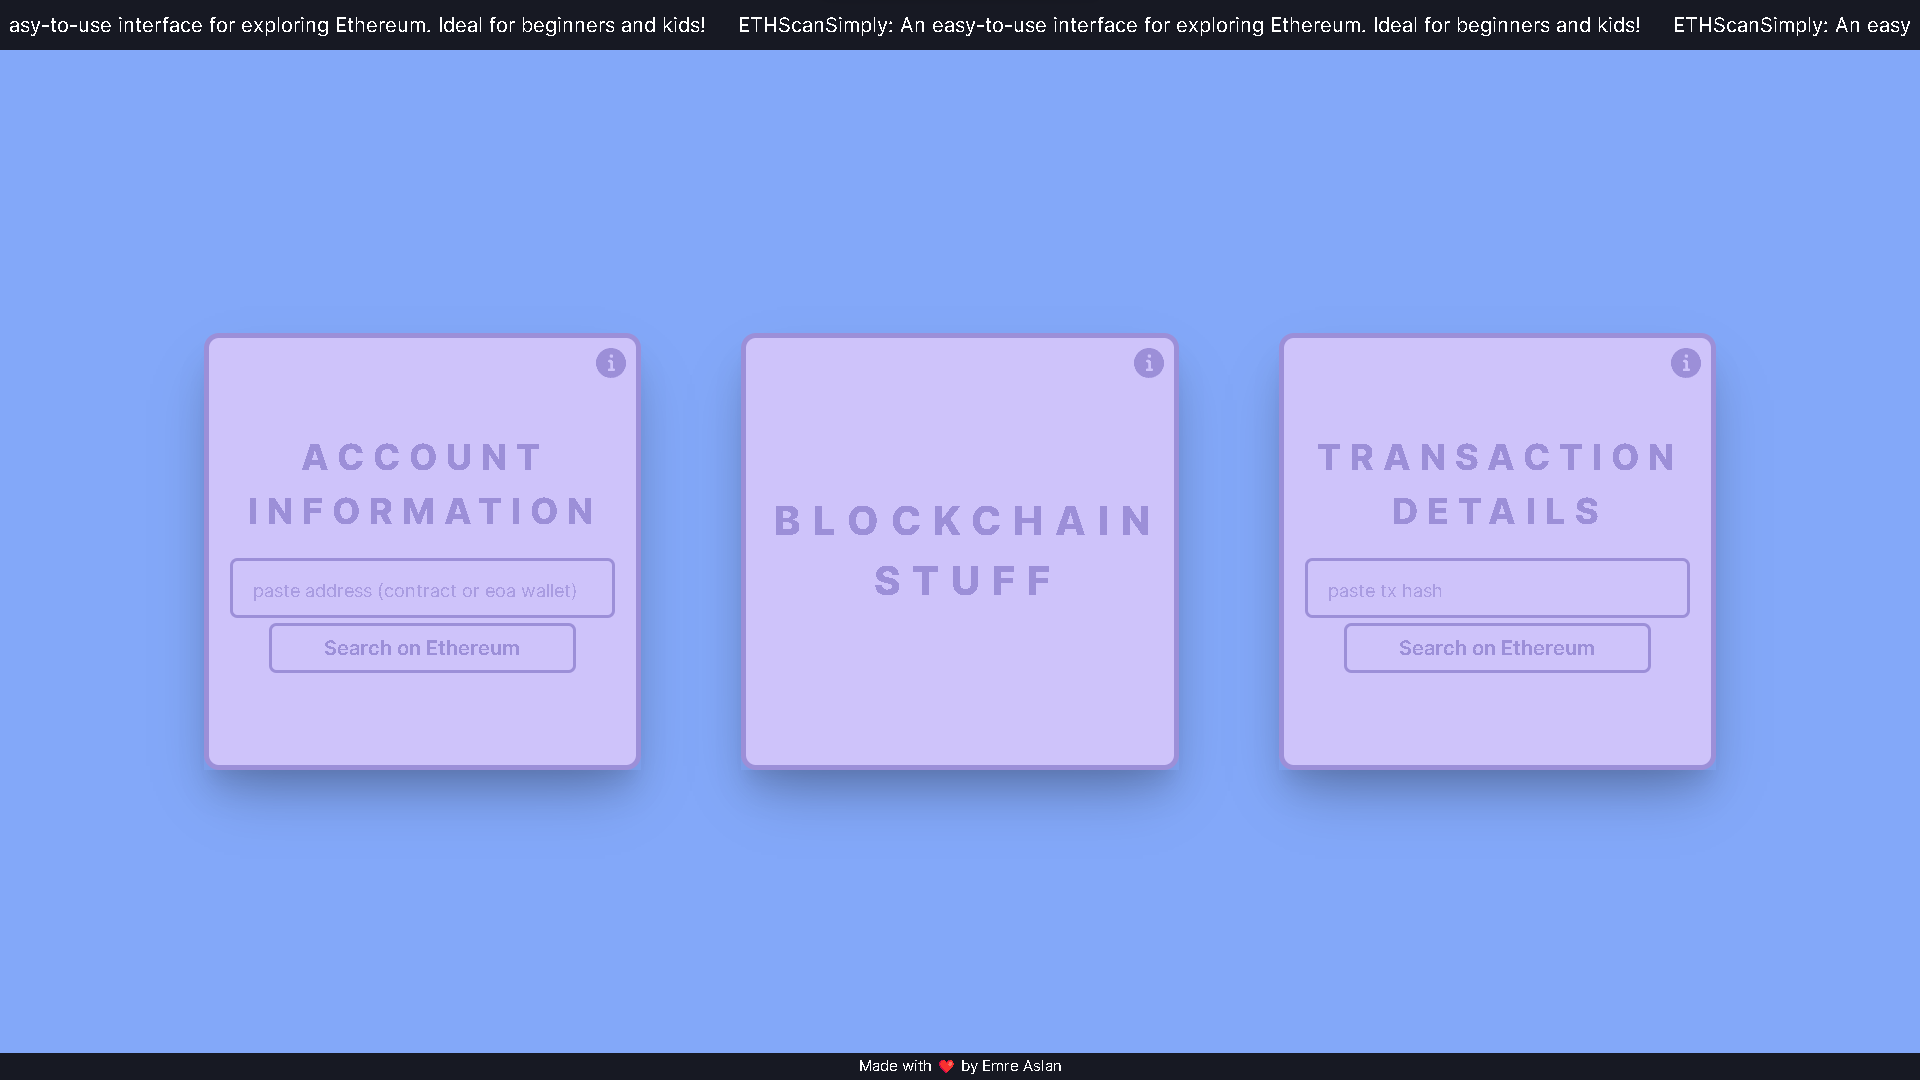 asy-to-use interface for exploring Ethereum. Ideal for beginners and kids! ETHScanSimply: An easy-to-use interface for exploring Ethereum. Ideal for beginners and kids! ETHScanSimply: An easy
ACCOUNT
INFORMATION
paste address (contract or eoa wallet)
Search on Ethereum
BLOCKCHAIN
STUFF
TRANSACTION
DETAILS
paste tx hash
Search on Ethereum
Made with ❤️ by Emre Aslan